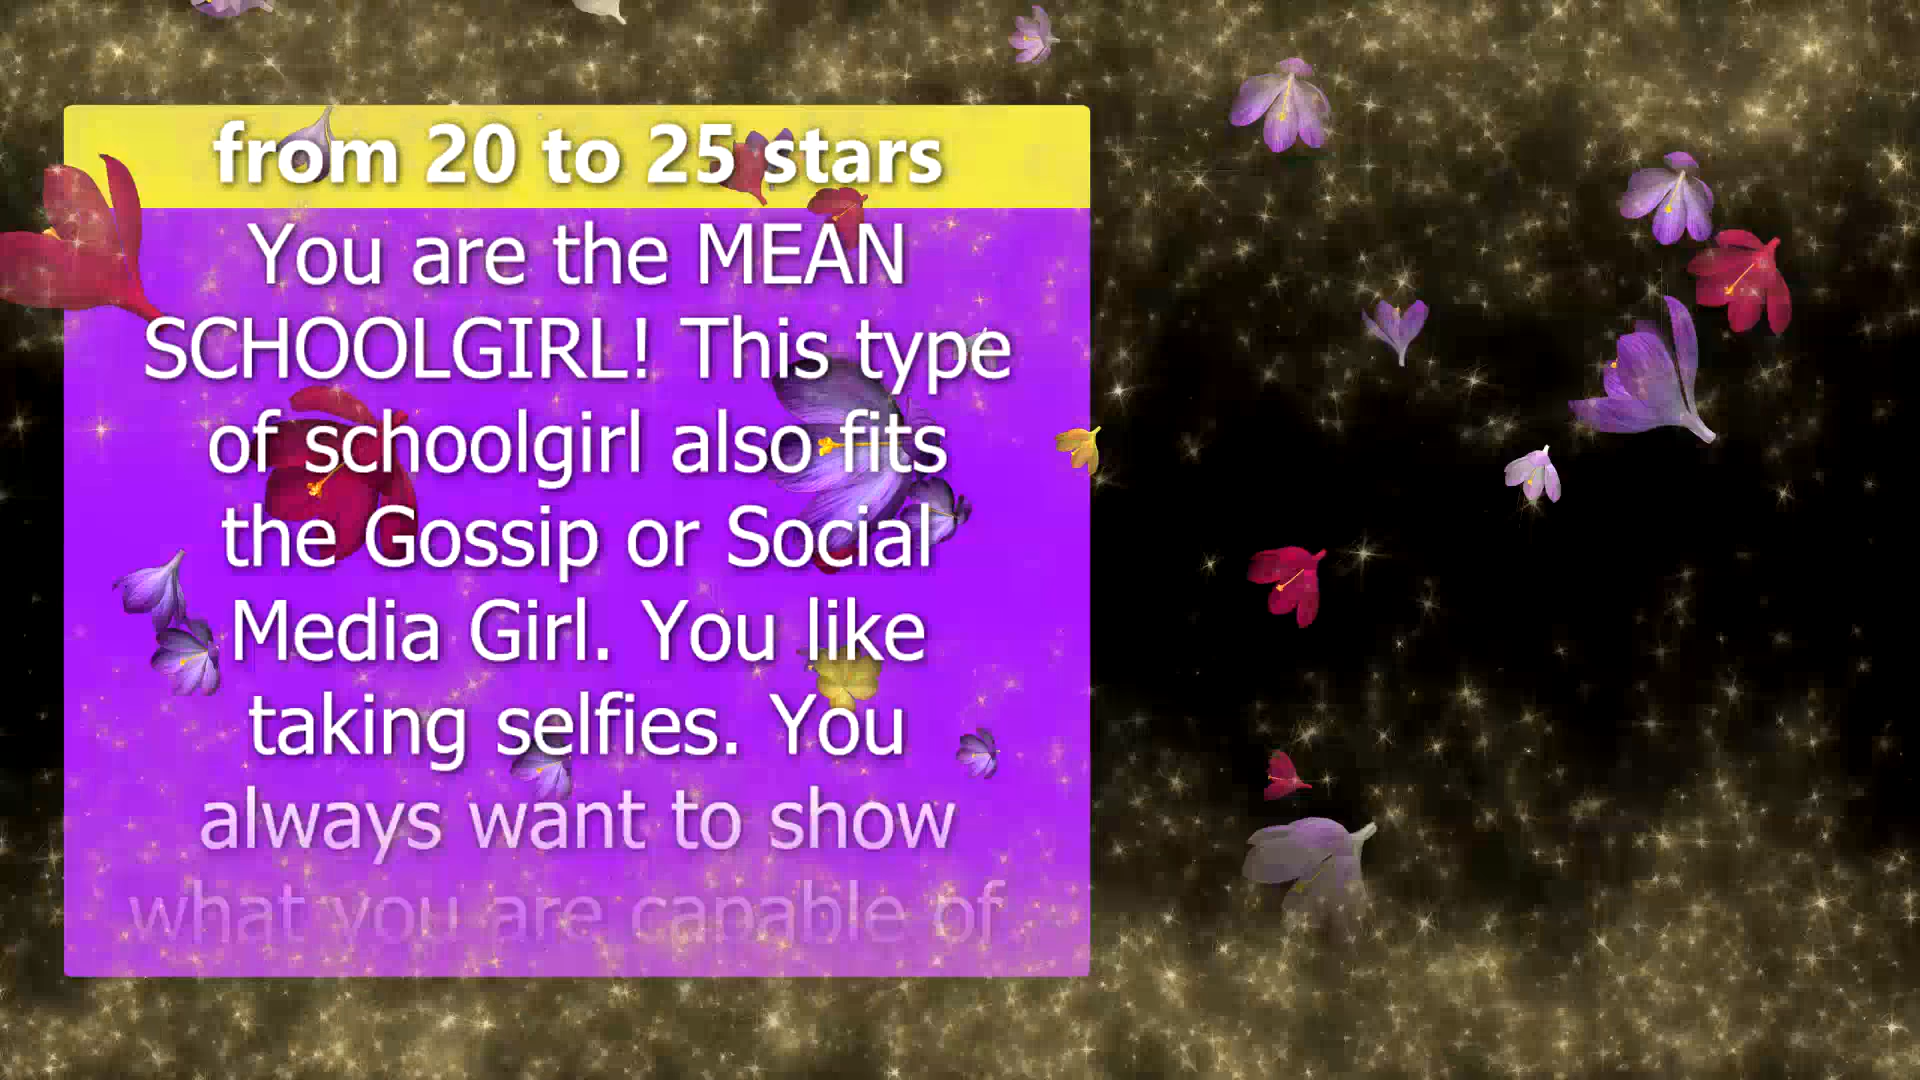 from 20 to 25 stars
You are the MEAN
SCHOOLGIRL! This type
of schoolgirl also fits
the Gossip or Social
Media Girl. You like
taking selfies. You
always want to show
what you are capable of